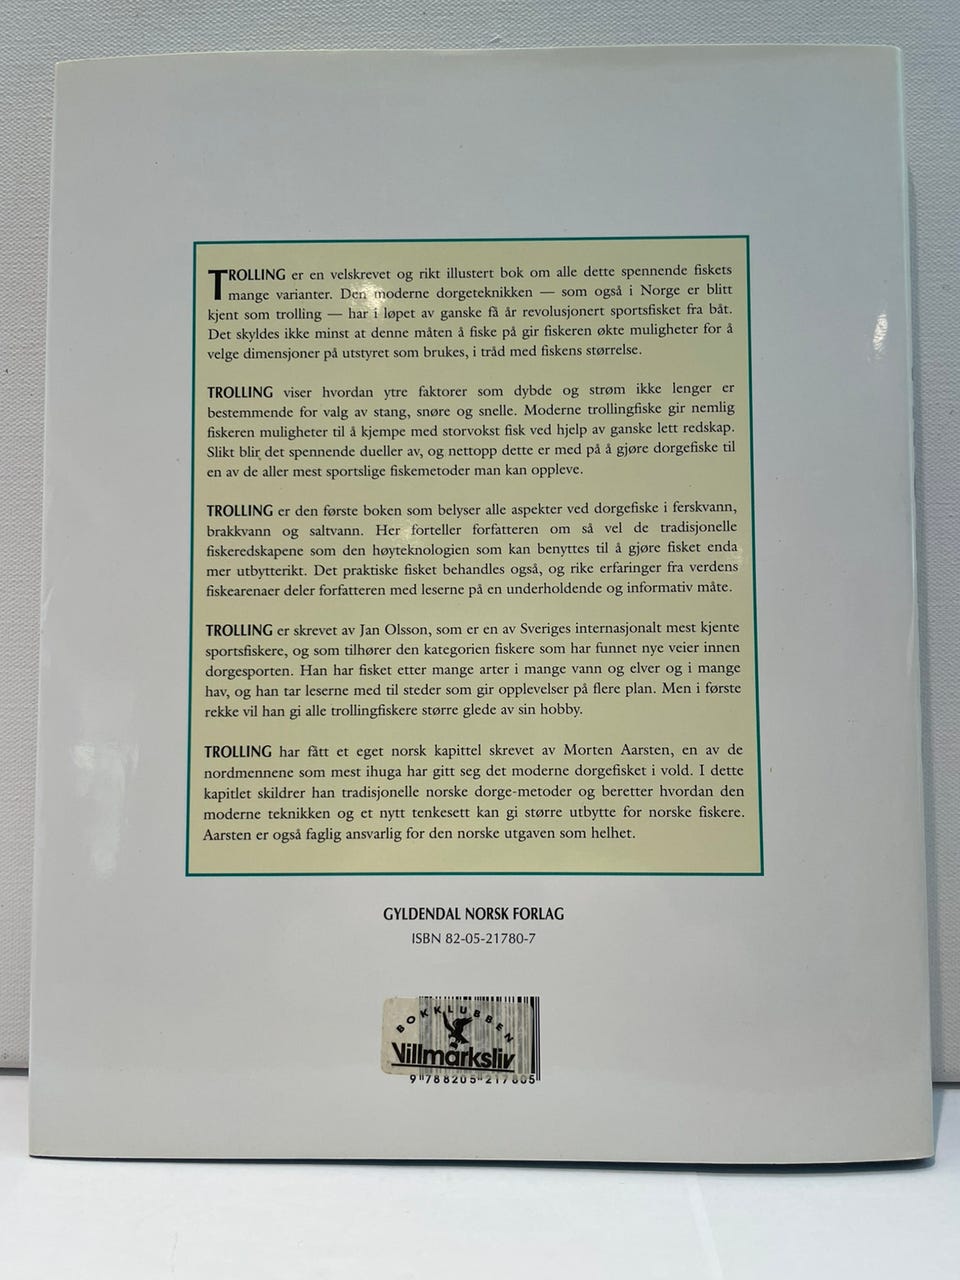 TROLLING er en velskrevet og rikt illustert bok om alle dette spennende fiskets
mange varianter. Den moderne dorgeteknikken — som også i Norge er blitt
kjent som trolling — har i løpet av ganske få år revolusjonert sportsfisket fra båt.
Det skyldes ikke minst at denne måten å fiske på gir fiskeren økte muligheter for å
velge dimensjoner på utstyret som brukes, i tråd med fiskens størrelse.
TROLLING viser hvordan ytre faktorer som dybde og strøm ikke lenger er
bestemmende for valg av stang, snøre og snelle. Moderne trollingfiske gir nemlig
fiskeren muligheter til å kjempe med storvokst fisk ved hjelp av ganske lett redskap.
Slikt blir det spennende dueller av, og nettopp dette er med på å gjøre dorgefiske til
en av de aller mest sportslige fiskemetoder man kan oppleve.
TROLLING er den første boken som belyser alle aspekter ved dorgefiske i ferskvann,
brakkvann og saltvann. Her forteller forfatteren om så vel de tradisjonelle
fiskeredskapene som den høyteknologien som kan benyttes til å gjøre fisket enda
mer utbytterikt. Det praktiske fisket behandles også, og rike erfaringer fra verdens
fiskearenaer deler forfatteren med leserne på en underholdende og informativ måte.
TROLLING er skrevet av Jan Olsson, som er en av Sveriges internasjonalt mest kjente
sportsfiskere, og som tilhører den kategorien fiskere som har funnet nye veier innen
dorgesporten. Han har fisket etter mange arter i mange vann og elver og i mange
hav, og han tar leserne med til steder som gir opplevelser på flere plan. Men i første
rekke vil han gi alle trollingfiskere større glede av sin hobby.
TROLLING har fått et eget norsk kapittel skrevet av Morten Aarsten, en av de
nordmennene som mest ihuga har gitt seg det moderne dorgefisket i vold. I dette
kapitlet skildrer han tradisjonelle norske dorge-metoder og beretter hvordan den
moderne teknikken og et nytt tenkesett kan gi større utbytte for norske fiskere.
Aarsten er også faglig ansvarlig for den norske utgaven som helhet.
GYLDENDAL NORSK FORLAG
ISBN 82-05-21780-7
BOKKLUBBEN
Villmarksliv
9 788205 217805